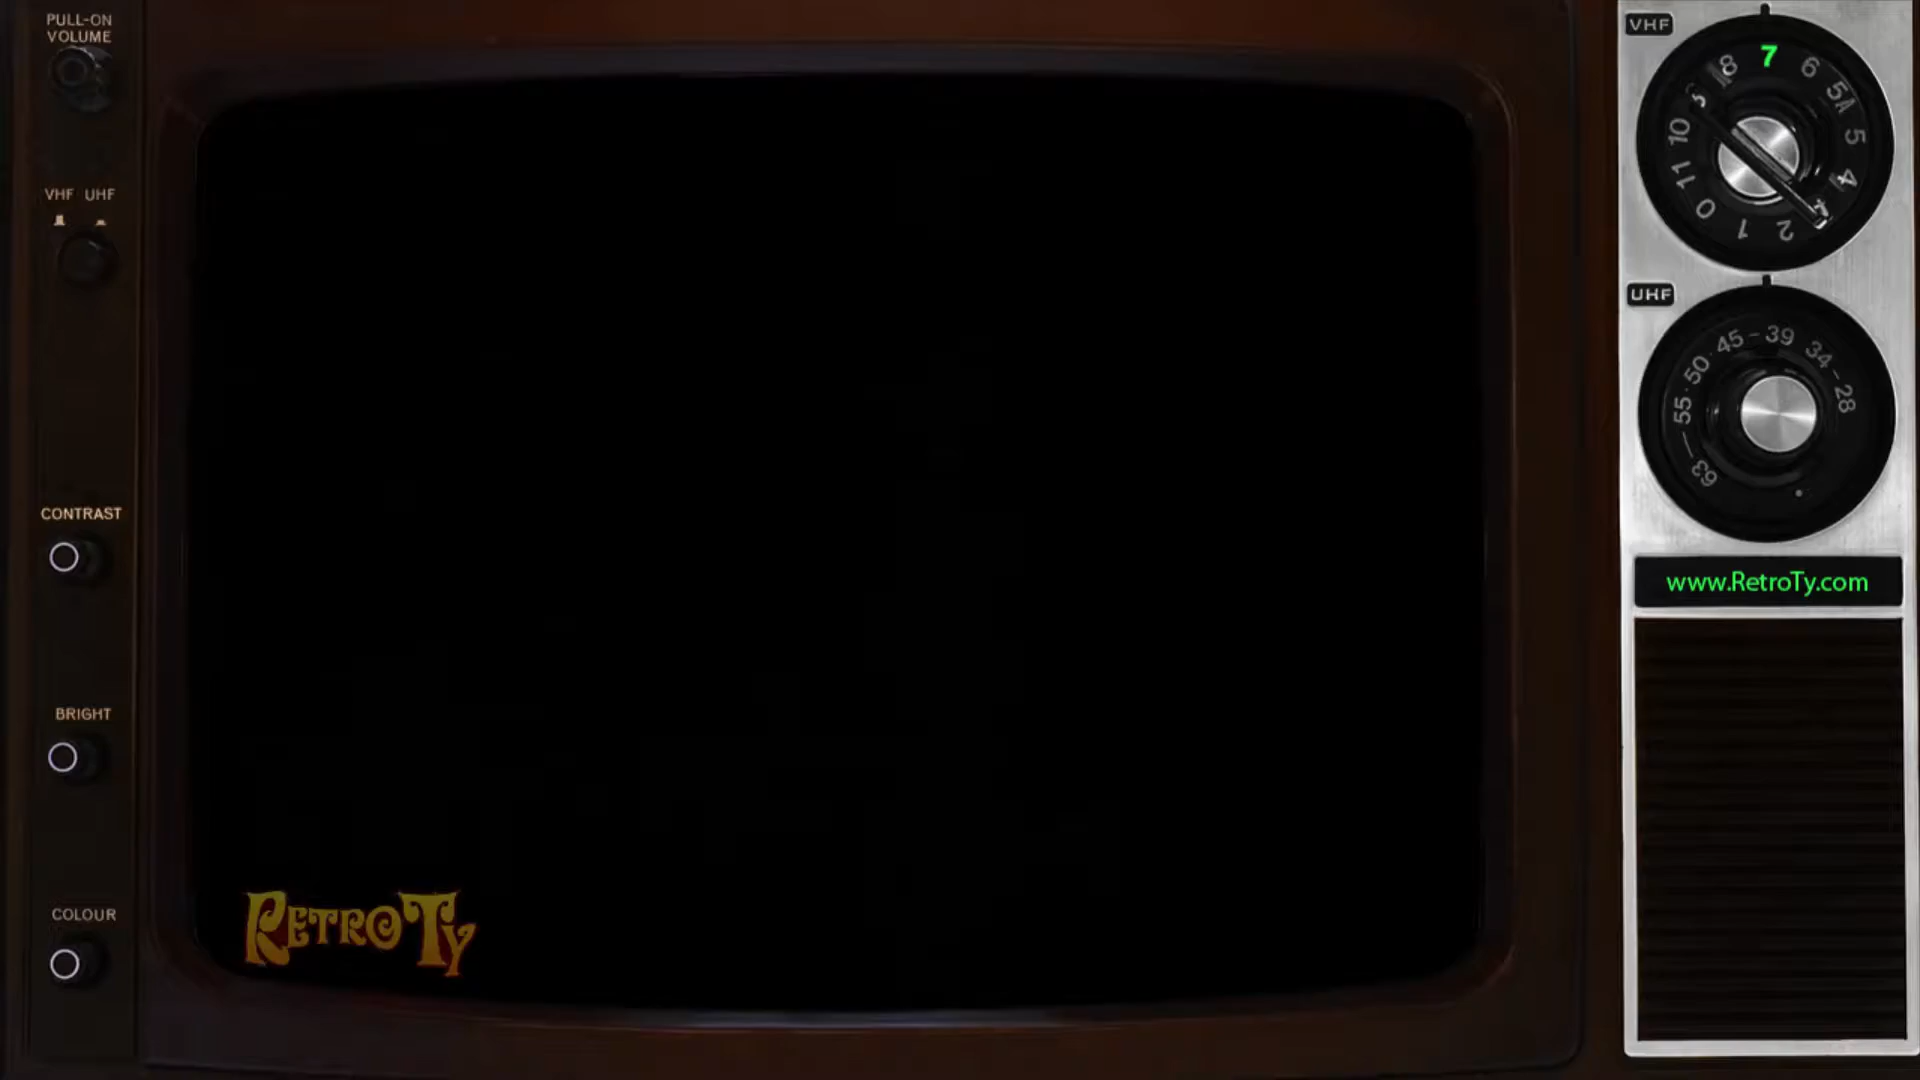 PULL-ON
VOLUME
VHF UHF
CONTRAST
BRIGHT
COLOUR
RETROTY
VHF
7
6
5A
5
4
2
1
0
11
10
8
UHF
63 — 55 · 50 · 45 - 39 34 - 28
www.RetroTy.com